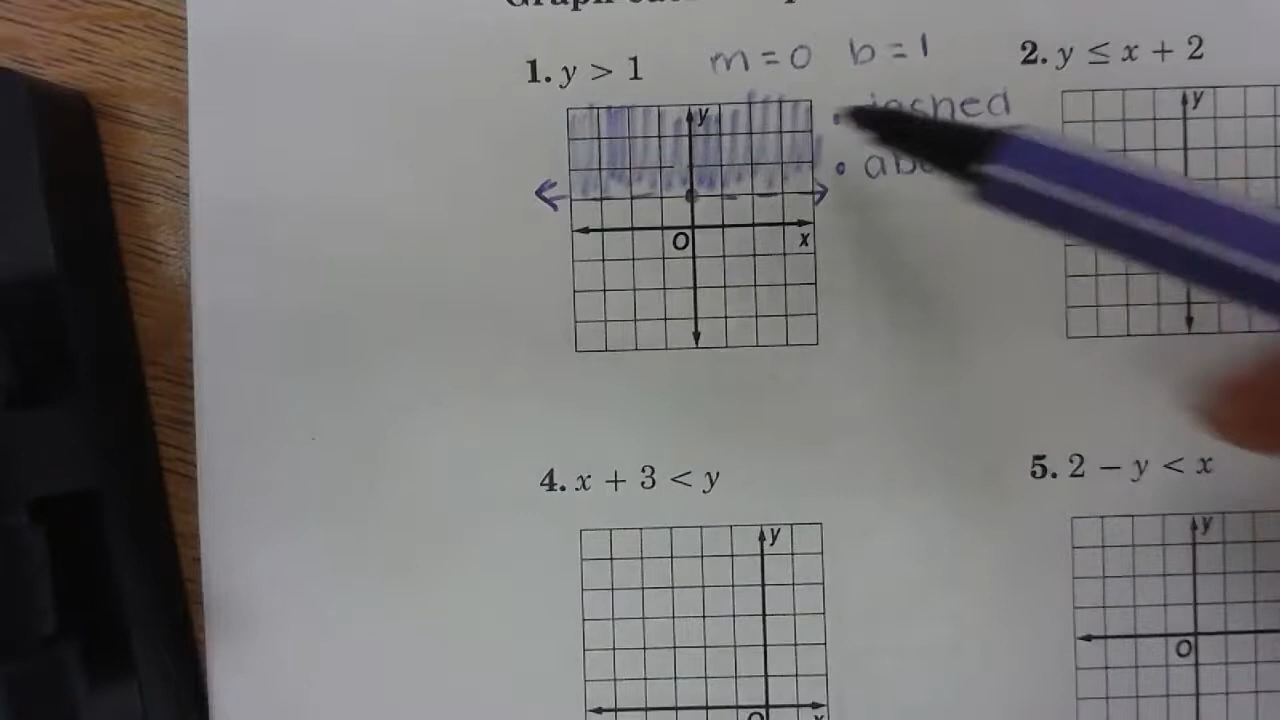 1. y > 1 m = 0 b = 1
2. y ≤ x + 2
y
y
O
x
4. x + 3 < y
5. 2 − y < x
y
y
O